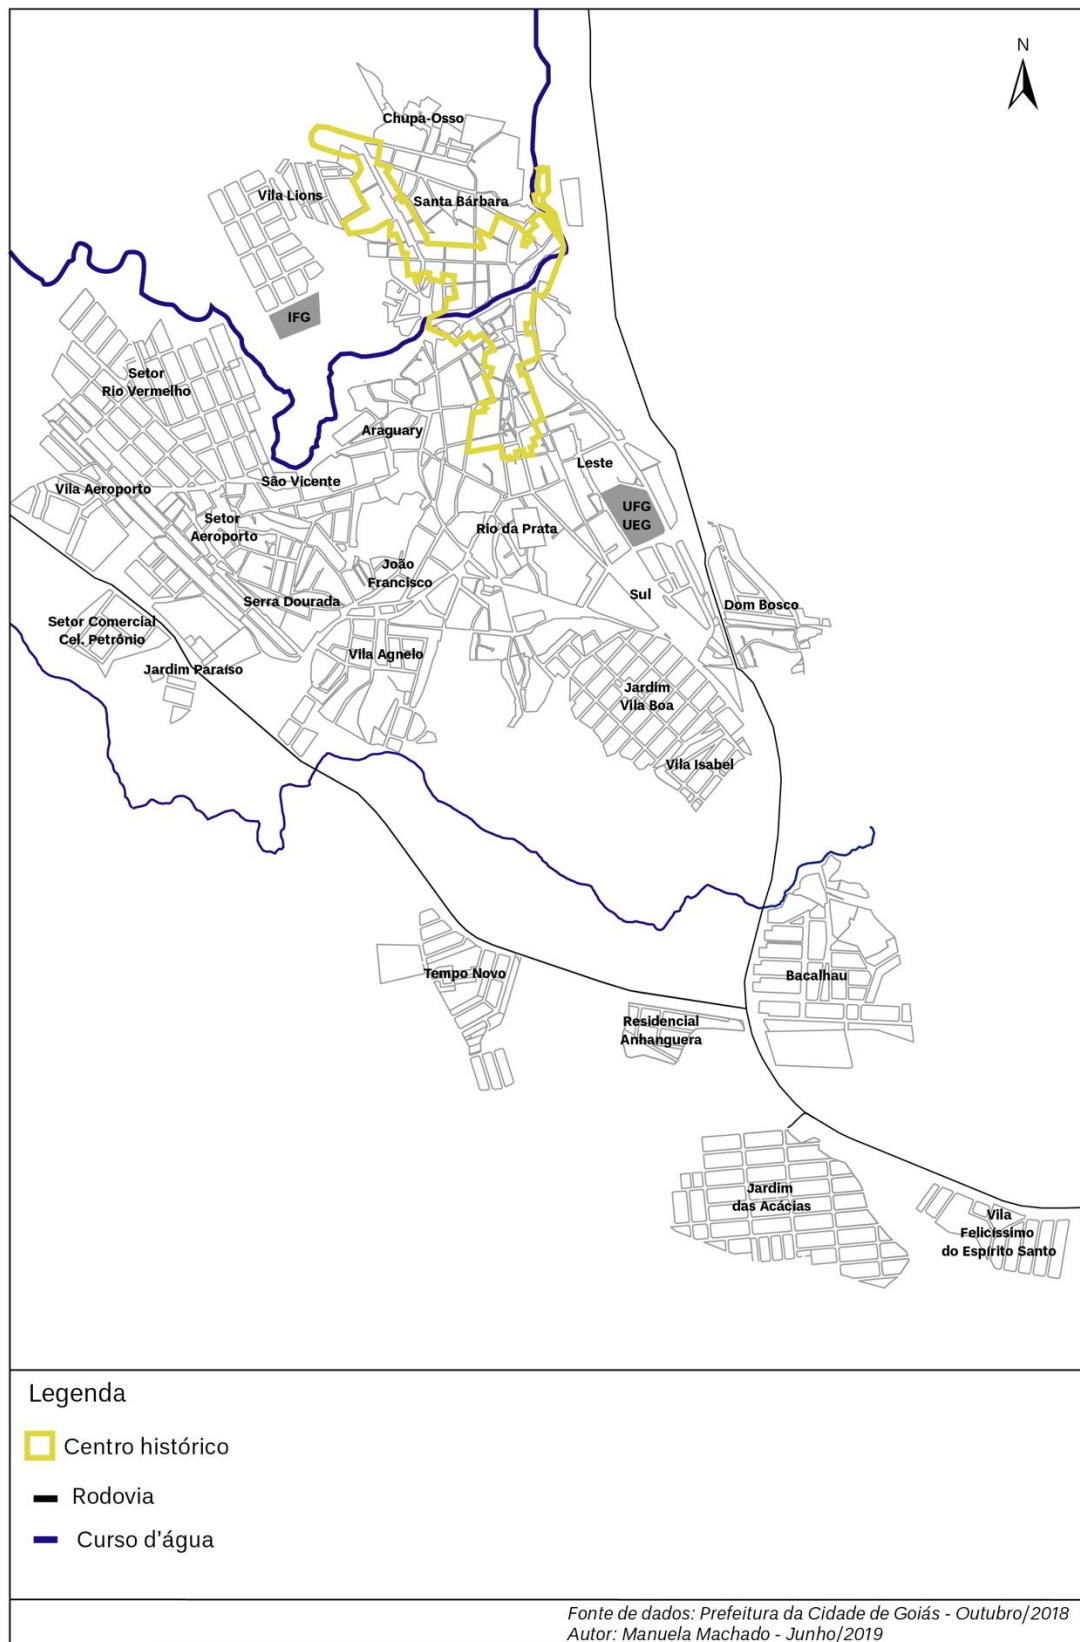 N
Chupa-Osso
Vila Lions
Santa Bárbara
IFG
Setor
Rio Vermelho
Araguary
Leste
São Vicente
Vila Aeroporto
UFG
UEG
Setor
Aeroporto
Rio da Prata
João
Francisco
Sul
Serra Dourada
Dom Bosco
Setor Comercial
Cel. Petrônio
Vila Agnelo
Jardim Paraíso
Jardim
Vila Boa
Vila Isabel
Tempo Novo
Bacalhau
Residencial
Anhanguera
Jardim
das Acácias
Vila
Felicíssimo
do Espírito Santo
Legenda
Centro histórico
Rodovia
Curso d'água
Fonte de dados: Prefeitura da Cidade de Goiás - Outubro/2018
Autor: Manuela Machado - Junho/2019